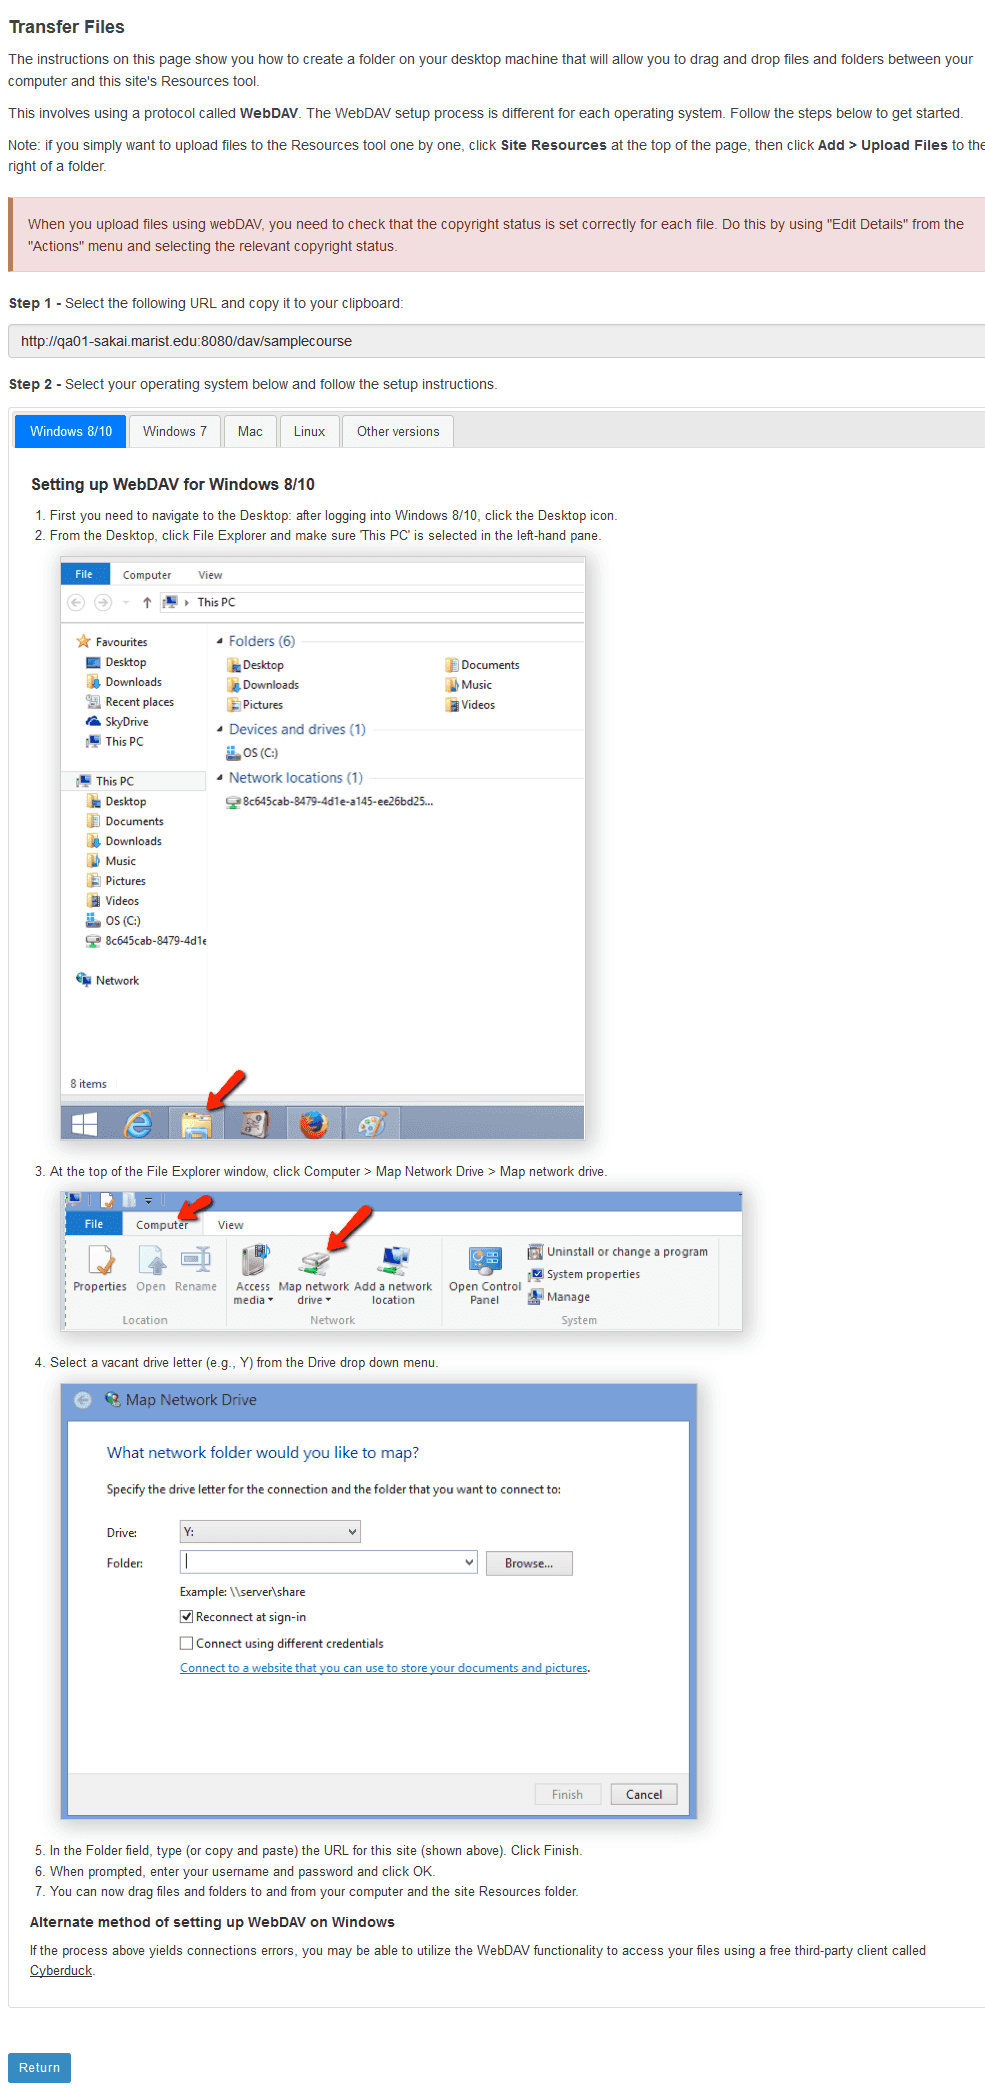 Transfer Files
The instructions on this page show you how to create a folder on your desktop machine that will allow you to drag and drop files and folders between your
computer and this site's Resources tool.
This involves using a protocol called WebDAV. The WebDAV setup process is different for each operating system. Follow the steps below to get started.
Note: if you simply want to upload files to the Resources tool one by one, click Site Resources at the top of the page, then click Add > Upload Files to the
right of a folder.
When you upload files using webDAV, you need to check that the copyright status is set correctly for each file. Do this by using "Edit Details" from the
"Actions" menu and selecting the relevant copyright status.
Step 1 - Select the following URL and copy it to your clipboard:
http://qa01-sakai.marist.edu:8080/dav/samplecourse
Step 2 - Select your operating system below and follow the setup instructions.
Windows 8/10 Windows 7 Mac Linux Other versions
Setting up WebDAV for Windows 8/10
1. First you need to navigate to the Desktop: after logging into Windows 8/10, click the Desktop icon.
2. From the Desktop, click File Explorer and make sure 'This PC' is selected in the left-hand pane.
File Computer View
This PC
Favourites
Desktop
Downloads
Recent places
SkyDrive
This PC
This PC
Desktop
Documents
Downloads
Music
Pictures
Videos
OS (C:)
8c645cab-8479-4d1e
Network
Folders (6)
Desktop Documents
Downloads Music
Pictures Videos
Devices and drives (1)
OS (C:)
Network locations (1)
8c645cab-8479-4d1e-a145-ee26bd25...
8 items
3. At the top of the File Explorer window, click Computer > Map Network Drive > Map network drive.
File Computer View
Properties Open Rename
Location
Access media
Map network drive
Add a network location
Network
Open Control Panel
Uninstall or change a program
System properties
Manage
System
4. Select a vacant drive letter (e.g., Y) from the Drive drop down menu.
Map Network Drive
What network folder would you like to map?
Specify the drive letter for the connection and the folder that you want to connect to:
Drive: Y:
Folder: Browse...
Example: \\server\share
Reconnect at sign-in
Connect using different credentials
Connect to a website that you can use to store your documents and pictures.
Finish Cancel
5. In the Folder field, type (or copy and paste) the URL for this site (shown above). Click Finish.
6. When prompted, enter your username and password and click OK.
7. You can now drag files and folders to and from your computer and the site Resources folder.
Alternate method of setting up WebDAV on Windows
If the process above yields connections errors, you may be able to utilize the WebDAV functionality to access your files using a free third-party client called
Cyberduck.
Return